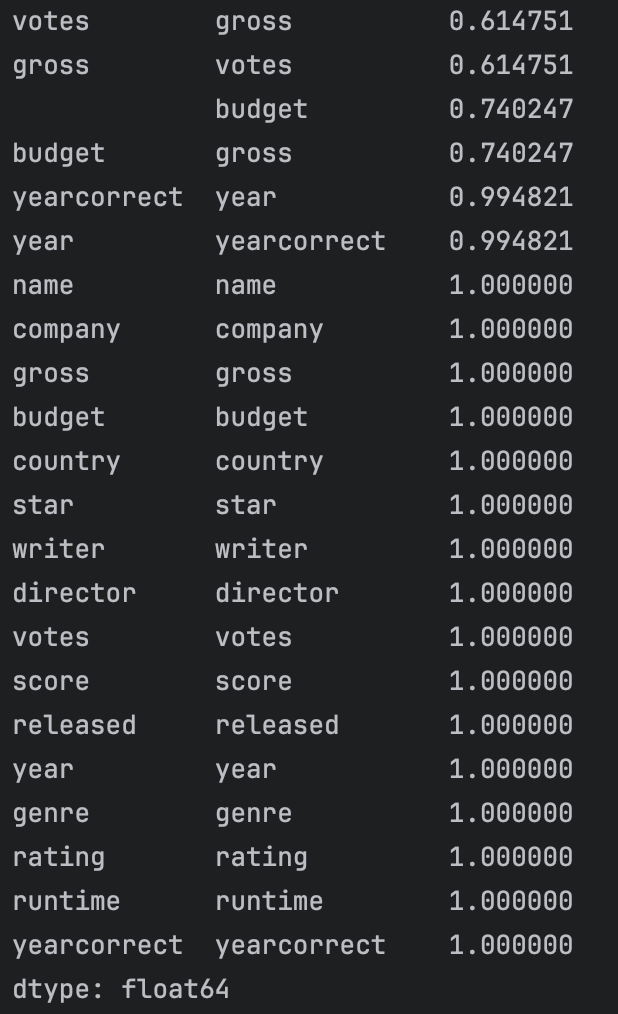 votes gross 0.614751
gross votes 0.614751
budget 0.740247
budget gross 0.740247
yearcorrect year 0.994821
year yearcorrect 0.994821
name name 1.000000
company company 1.000000
gross gross 1.000000
budget budget 1.000000
country country 1.000000
star star 1.000000
writer writer 1.000000
director director 1.000000
votes votes 1.000000
score score 1.000000
released released 1.000000
year year 1.000000
genre genre 1.000000
rating rating 1.000000
runtime runtime 1.000000
yearcorrect yearcorrect 1.000000
dtype: float64